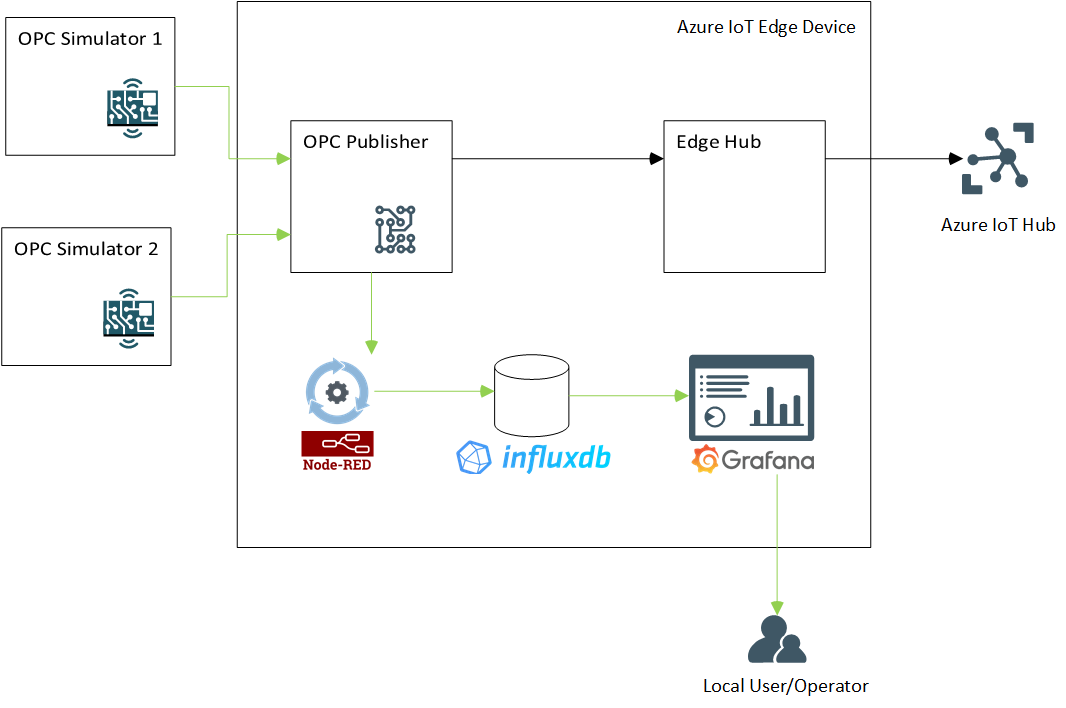 OPC Simulator 1
Azure IoT Edge Device
OPC Publisher
Edge Hub
Azure IoT Hub
OPC Simulator 2
Node-RED
influxdb
Grafana
Local User/Operator